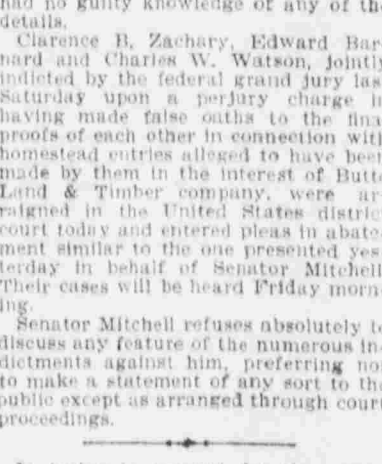 had no guilty knowledge of any of the
details.
Clarence B. Zachary, Edward Bar-
nard and Charles W. Watson, jointly
indicted by the federal grand jury las
Saturday upon a perjury charge in
having made false oaths to the fina
proofs of each other in connection with
homestead entries alleged to have been
made by them in the interest of Butte
Land & Timber company, were ar-
raigned in the United States distric
court today and entered pleas in abate-
ment similar to the one presented yes-
terday in behalf of Senator Mitchell
Their cases will be heard Friday morn-
ing.
Senator Mitchell refuses absolutely to
discuss any feature of the numerous in-
dictments against him, preferring not
to make a statement of any sort to the
public except as arranged through court
proceedings.